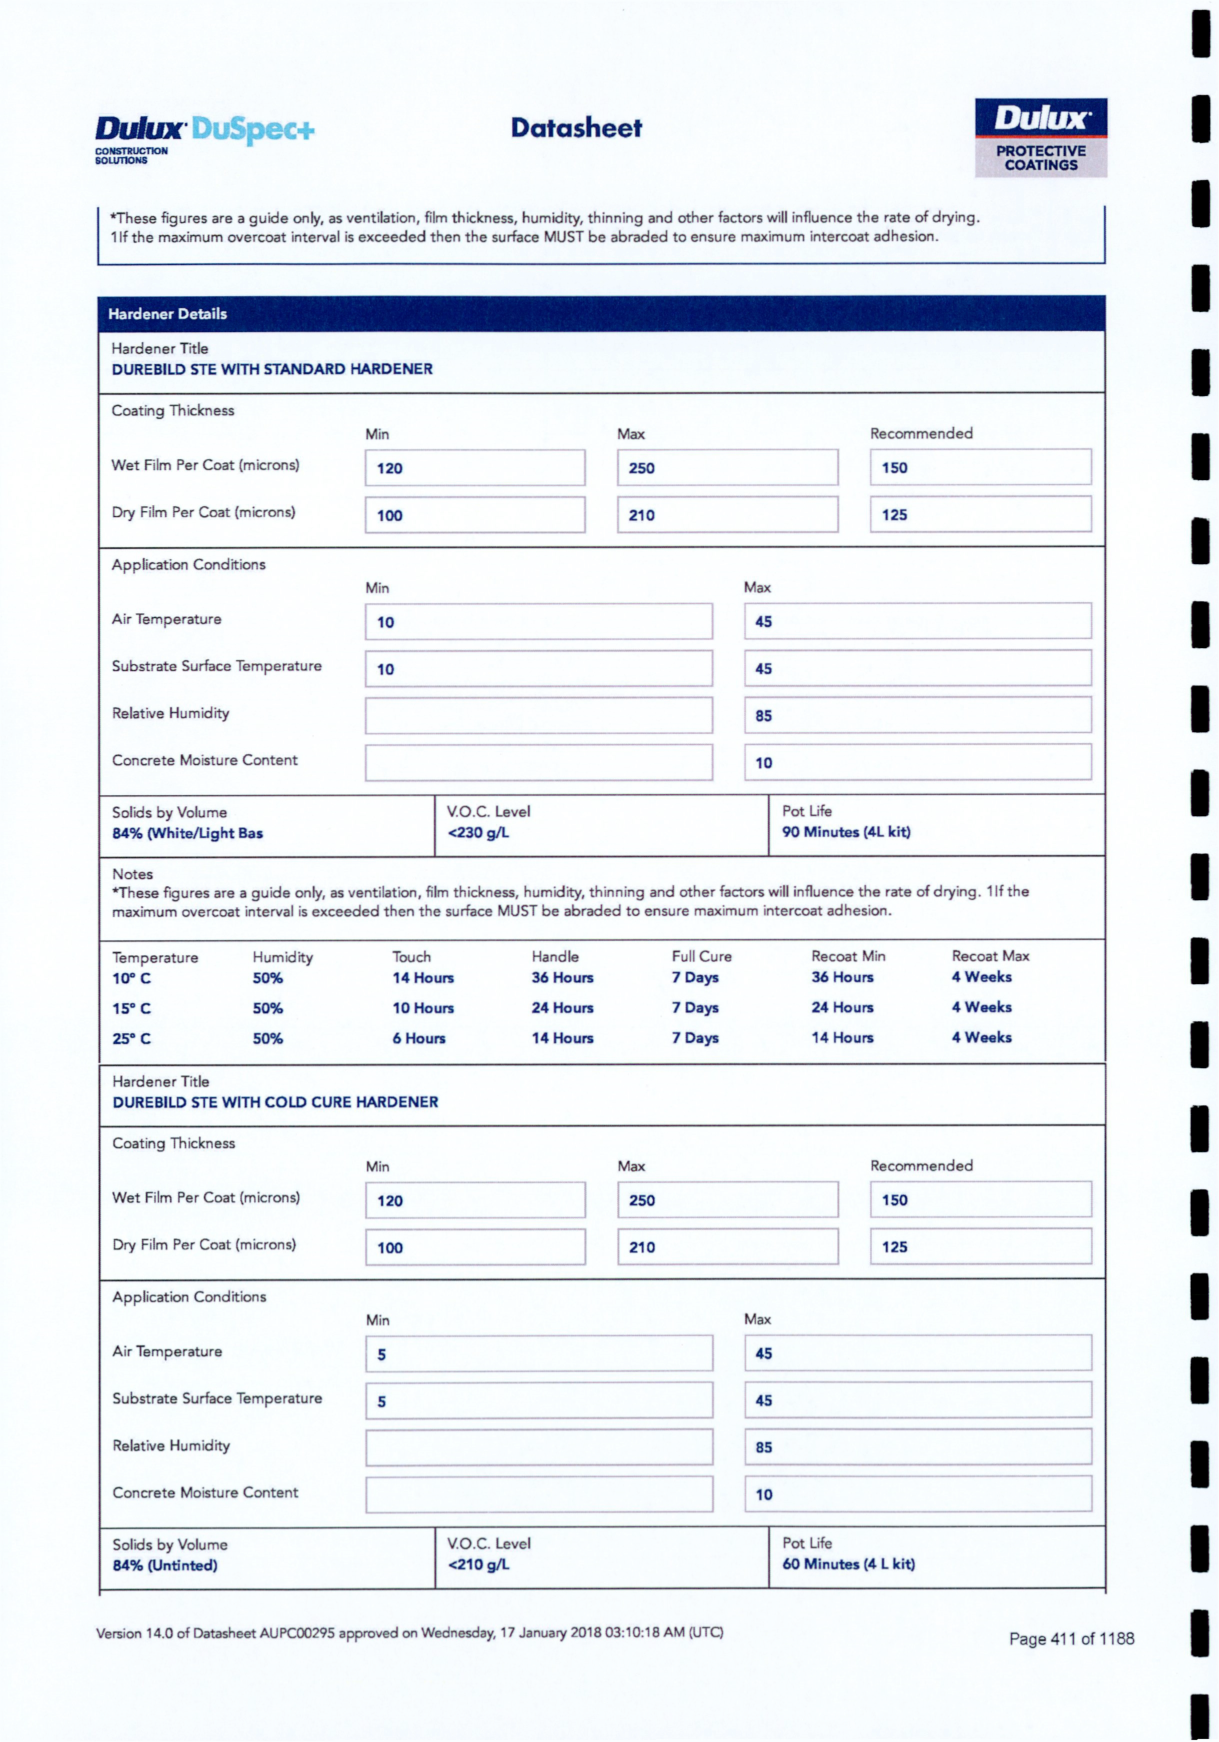 Dulux DuSpec+
CONSTRUCTION
SOLUTIONS
Datasheet
Dulux
PROTECTIVE
COATINGS
*These figures are a guide only, as ventilation, film thickness, humidity, thinning and other factors will influence the rate of drying.
1If the maximum overcoat interval is exceeded then the surface MUST be abraded to ensure maximum intercoat adhesion.
Hardener Details
Hardener Title
DUREBILD STE WITH STANDARD HARDENER
Coating Thickness
Min Max Recommended
Wet Film Per Coat (microns) 120 250 150
Dry Film Per Coat (microns) 100 210 125
Application Conditions
Min Max
Air Temperature 10 45
Substrate Surface Temperature 10 45
Relative Humidity 85
Concrete Moisture Content 10
Solids by Volume V.O.C. Level Pot Life
84% (White/Light Bas <230 g/L 90 Minutes (4L kit)
Notes
*These figures are a guide only, as ventilation, film thickness, humidity, thinning and other factors will influence the rate of drying. 1If the
maximum overcoat interval is exceeded then the surface MUST be abraded to ensure maximum intercoat adhesion.
Temperature Humidity Touch Handle Full Cure Recoat Min Recoat Max
10° C 50% 14 Hours 36 Hours 7 Days 36 Hours 4 Weeks
15° C 50% 10 Hours 24 Hours 7 Days 24 Hours 4 Weeks
25° C 50% 6 Hours 14 Hours 7 Days 14 Hours 4 Weeks
Hardener Title
DUREBILD STE WITH COLD CURE HARDENER
Coating Thickness
Min Max Recommended
Wet Film Per Coat (microns) 120 250 150
Dry Film Per Coat (microns) 100 210 125
Application Conditions
Min Max
Air Temperature 5 45
Substrate Surface Temperature 5 45
Relative Humidity 85
Concrete Moisture Content 10
Solids by Volume V.O.C. Level Pot Life
84% (Untinted) <210 g/L 60 Minutes (4 L kit)
Version 14.0 of Datasheet AUPC00295 approved on Wednesday, 17 January 2018 03:10:18 AM (UTC)
Page 411 of 1188